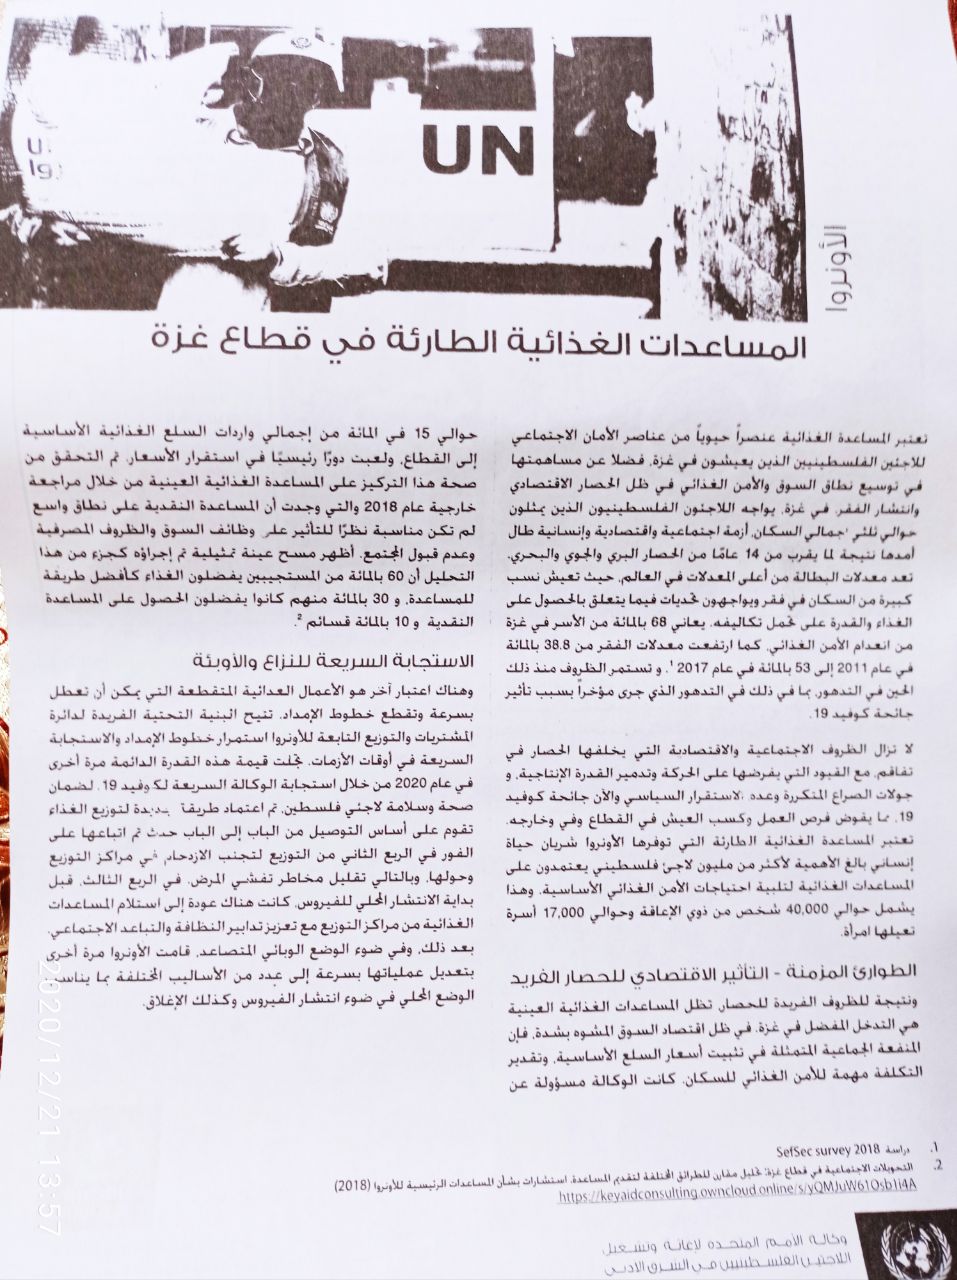 UN
الأونروا
المساعدات الغذائية الطارئة في قطاع غزة
تعتبر المساعدة الغذائية عنصراً حيوياً من عناصر الأمان الاجتماعي
للاجئين الفلسطينيين الذين يعيشون في غزة، فضلا عن مساهمتها
في توسيع نطاق السوق والأمن الغذائي في ظل الحصار الاقتصادي
وانتشار الفقر. في غزة، يواجه اللاجئون الفلسطينيون الذين يمثلون
حوالي ثلثي إجمالي السكان، أزمة اجتماعية واقتصادية وإنسانية طال
أمدها نتيجة لما يقرب من 14 عامًا من الحصار البري والجوي والبحري.
تعد معدلات البطالة من أعلى المعدلات في العالم. حيث تعيش نسب
كبيرة من السكان في فقر ويواجهون تحديات فيما يتعلق بالحصول على
الغذاء والقدرة على تحمل تكاليفه. يعاني 68 بالمائة من الأسر في غزة
من انعدام الأمن الغذائي. كما ارتفعت معدلات الفقر من 38.8 بالمائة
في عام 2011 إلى 53 بالمائة في عام 2017 ¹. و تستمر الظروف منذ ذلك
الحين في التدهور، بما في ذلك في التدهور الذي جرى مؤخراً بسبب تأثير
جائحة كوفيد 19.
لا تزال الظروف الاجتماعية والاقتصادية التي يخلفها الحصار في
تفاقم، مع القيود التي يفرضها على الحركة وتدمير القدرة الإنتاجية، و
جولات الصراع المتكررة وعدم الاستقرار السياسي والآن جائحة كوفيد
19. مما يقوض فرص العمل وكسب العيش في القطاع وفي وخارجه.
تعتبر المساعدة الغذائية الطارئة التي توفرها الأونروا شريان حياة
إنساني بالغ الأهمية لأكثر من مليون لاجئ فلسطيني يعتمدون على
المساعدات الغذائية لتلبية احتياجات الأمن الغذائي الأساسية. وهذا
يشمل حوالي 40,000 شخص من ذوي الإعاقة وحوالي 17,000 أسرة
تعيلها امرأة.
الطوارئ المزمنة - التأثير الاقتصادي للحصار الفريد
ونتيجة للظروف الفريدة للحصار تظل المساعدات الغذائية العينية
هي التدخل المفضل في غزة. في ظل اقتصاد السوق المشوه بشدة، فإن
المنفعة الجماعية المتمثلة في تثبيت أسعار السلع الأساسية، وتقدير
التكلفة مهمة للأمن الغذائي للسكان. كانت الوكالة مسؤولة عن
حوالي 15 في المائة من إجمالي واردات السلع الغذائية الأساسية
إلى القطاع. ولعبت دورًا رئيسيًا في استقرار الأسعار. تم التحقق من
صحة هذا التركيز على المساعدة الغذائية العينية من خلال مراجعة
خارجية عام 2018 والتي وجدت أن المساعدة النقدية على نطاق واسع
لم تكن مناسبة نظرًا للتأثير على وظائف السوق والظروف المصرفية
وعدم قبول المجتمع. أظهر مسح عينة تمثيلية تم إجراؤه كجزء من هذا
التحليل أن 60 بالمائة من المستجيبين يفضلون الغذاء كأفضل طريقة
للمساعدة، و 30 بالمائة منهم كانوا يفضلون الحصول على المساعدة
النقدية و 10 بالمائة قسائم ².
الاستجابة السريعة للنزاع والأوبئة
وهناك اعتبار آخر هو الأعمال العدائية المتقطعة التي يمكن أن تعطل
بسرعة وتقطع خطوط الإمداد. تتيح البنية التحتية الفريدة لدائرة
المشتريات والتوزيع التابعة للأونروا استمرار خطوط الإمداد والاستجابة
السريعة في أوقات الأزمات. تجلت قيمة هذه القدرة الدائمة مرة أخرى
في عام 2020 من خلال استجابة الوكالة السريعة لكوفيد 19. لضمان
صحة وسلامة لاجئي فلسطين، تم اعتماد طريقة جديدة لتوزيع الغذاء
تقوم على أساس التوصيل من الباب إلى الباب حدث تم اتباعها على
الفور في الربع الثاني من التوزيع لتجنب الازدحام في مراكز التوزيع
وحولها، وبالتالي تقليل مخاطر تفشي المرض. في الربع الثالث، قبل
بداية الانتشار المحلي للفيروس، كانت هناك عودة إلى استلام المساعدات
الغذائية من مراكز التوزيع مع تعزيز تدابير النظافة والتباعد الاجتماعي.
بعد ذلك، وفي ضوء الوضع الوبائي المتصاعد، قامت الأونروا مرة أخرى
بتعديل عملياتها بسرعة إلى عدد من الأساليب المختلفة بما يناسب
الوضع المحلي في ضوء انتشار الفيروس وكذلك الإغلاق.
1. دراسة SefSec survey 2018
2. التحويلات الاجتماعية في قطاع غزة: تحليل مقارن للطرائق المختلفة لتقديم المساعدة. استشارات بشأن المساعدات الرئيسية للأونروا (2018)
https://keyaidconsulting.owncloud.online/s/yQMJuW61Osb1i4A
وكالة الأمم المتحدة لإغاثة وتشغيل
اللاجئين الفلسطينيين في الشرق الأدنى
2020/12/21 13:57